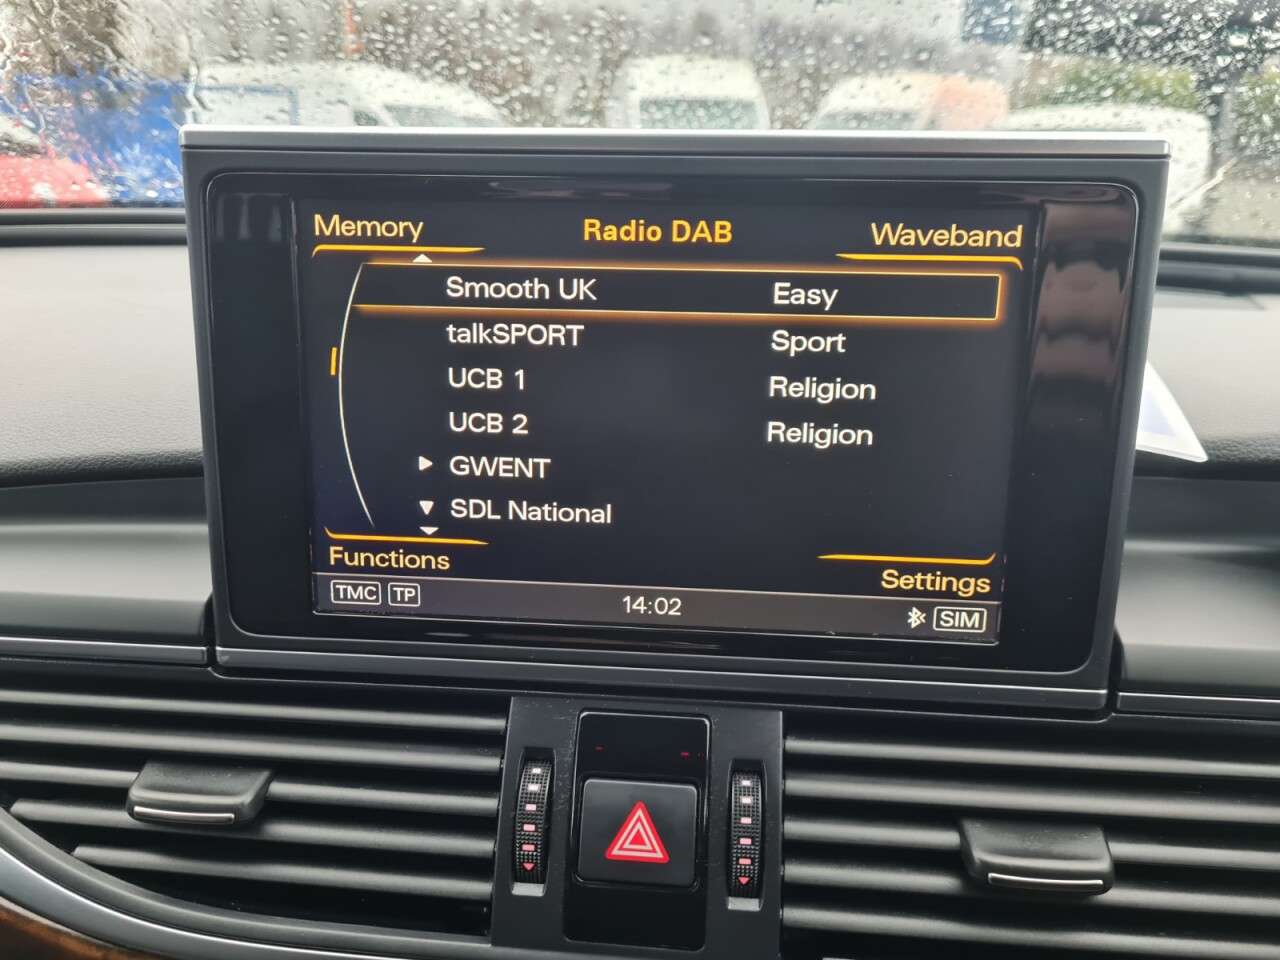 Memory Radio DAB Waveband
Smooth UK Easy
talkSPORT Sport
UCB 1 Religion
UCB 2 Religion
GWENT
SDL National
Functions Settings
TMC TP 14:02 SIM